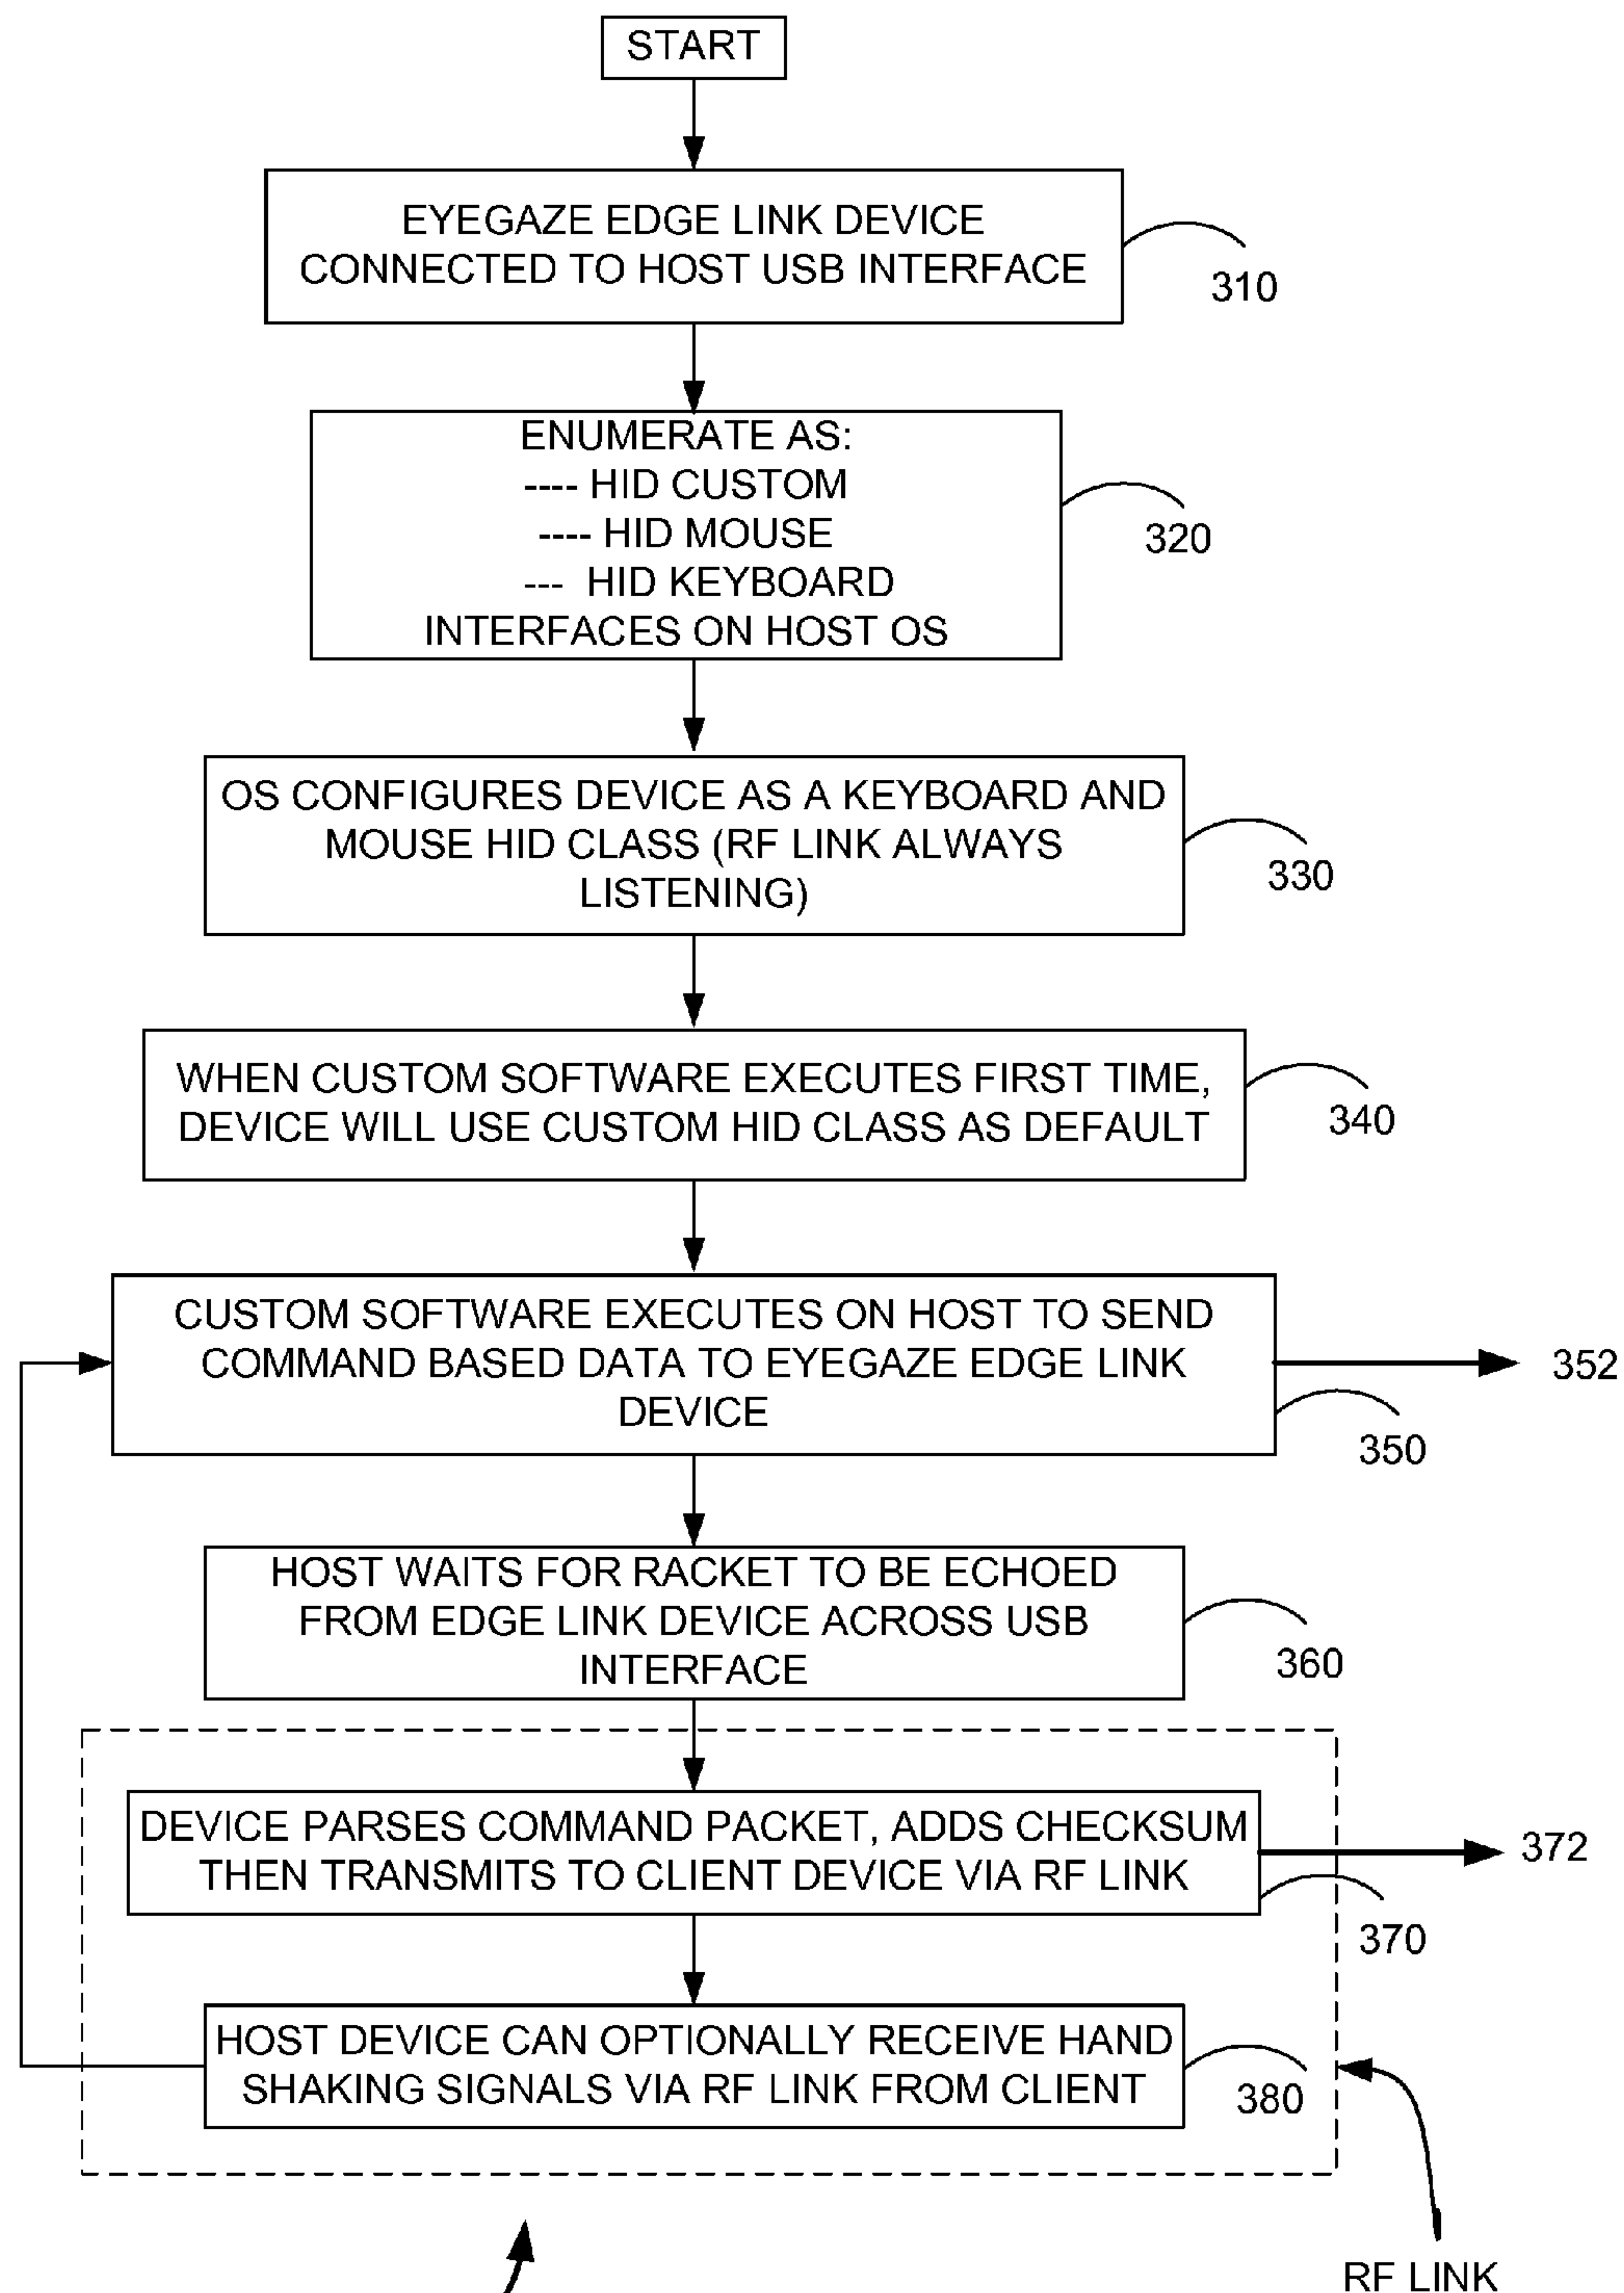 START
EYEGAZE EDGE LINK DEVICE
CONNECTED TO HOST USB INTERFACE
310
ENUMERATE AS:
---- HID CUSTOM
---- HID MOUSE
--- HID KEYBOARD
INTERFACES ON HOST OS
320
OS CONFIGURES DEVICE AS A KEYBOARD AND
MOUSE HID CLASS (RF LINK ALWAYS
LISTENING)
330
WHEN CUSTOM SOFTWARE EXECUTES FIRST TIME,
DEVICE WILL USE CUSTOM HID CLASS AS DEFAULT
340
CUSTOM SOFTWARE EXECUTES ON HOST TO SEND
COMMAND BASED DATA TO EYEGAZE EDGE LINK
DEVICE
352
350
HOST WAITS FOR RACKET TO BE ECHOED
FROM EDGE LINK DEVICE ACROSS USB
INTERFACE
360
DEVICE PARSES COMMAND PACKET, ADDS CHECKSUM
THEN TRANSMITS TO CLIENT DEVICE VIA RF LINK
372
370
HOST DEVICE CAN OPTIONALLY RECEIVE HAND
SHAKING SIGNALS VIA RF LINK FROM CLIENT
380
RF LINK